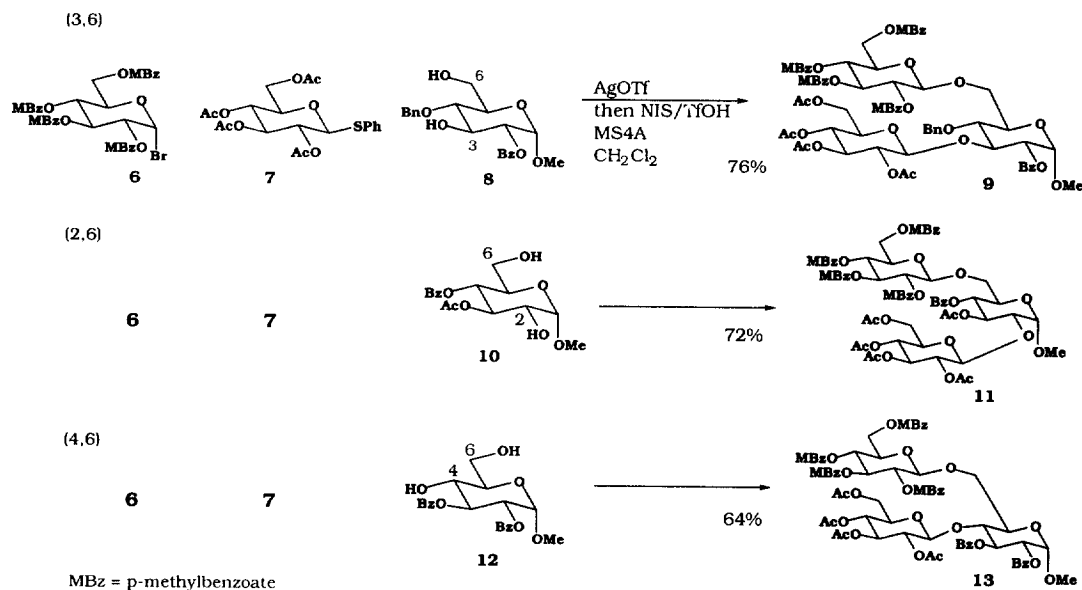 (3,6)
OMBz
MBzO
MBzO
MBzO
Br
6
OAc
AcO
AcO
AcO
SPh
7
6
HO
BnO
HO
3
BzO
OMe
8
AgOTf
then NIS/TfOH
MS4A
CH2Cl2
76%
OMBz
MBzO
MBzO
MBzO
O
AcO
AcO
AcO
OAc
O
BnO
BzO
OMe
9
(2,6)
6
7
6
OH
BzO
AcO
2
HO
OMe
10
72%
OMBz
MBzO
MBzO
MBzO
O
BzO
AcO
AcO
AcO
AcO
OAc
O
OMe
11
(4,6)
6
7
6
OH
4
HO
BzO
BzO
OMe
12
64%
OMBz
MBzO
MBzO
OMBz
O
AcO
AcO
AcO
OAc
O
BzO
BzO
OMe
13
MBz = p-methylbenzoate